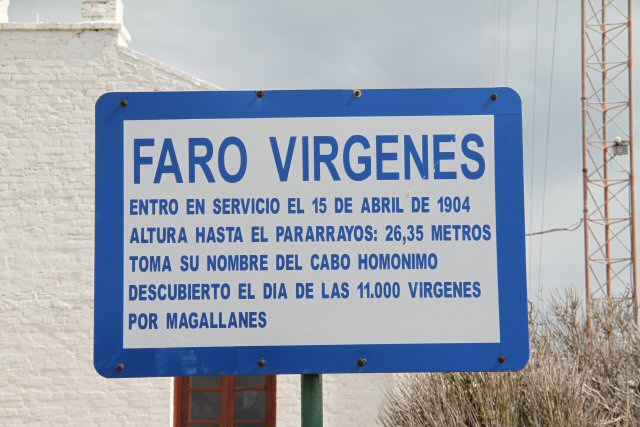 FARO VIRGENES
ENTRO EN SERVICIO EL 15 DE ABRIL DE 1904
ALTURA HASTA EL PARARRAYOS: 26,35 METROS
TOMA SU NOMBRE DEL CABO HOMONIMO
DESCUBIERTO EL DIA DE LAS 11.000 VIRGENES
POR MAGALLANES